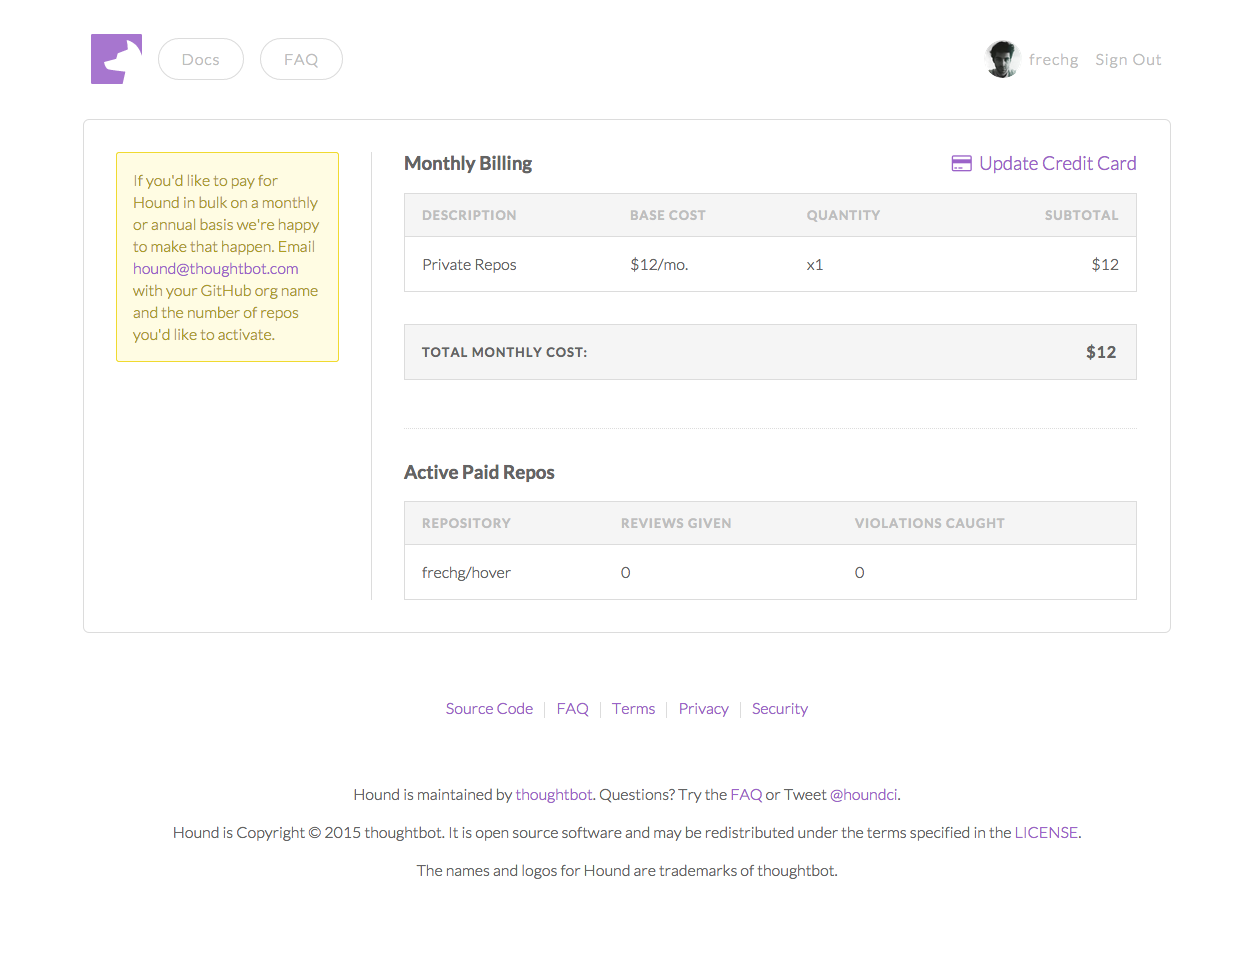 Docs
FAQ
frechg
Sign Out
If you'd like to pay for
Hound in bulk on a monthly
or annual basis we're happy
to make that happen. Email
hound@thoughtbot.com
with your GitHub org name
and the number of repos
you'd like to activate.
Monthly Billing
Update Credit Card
DESCRIPTION BASE COST QUANTITY SUBTOTAL
Private Repos $12/mo. x1 $12
TOTAL MONTHLY COST: $12
Active Paid Repos
REPOSITORY REVIEWS GIVEN VIOLATIONS CAUGHT
frechg/hover 0 0
Source Code FAQ Terms Privacy Security
Hound is maintained by thoughtbot. Questions? Try the FAQ or Tweet @houndci.
Hound is Copyright © 2015 thoughtbot. It is open source software and may be redistributed under the terms specified in the LICENSE.
The names and logos for Hound are trademarks of thoughtbot.